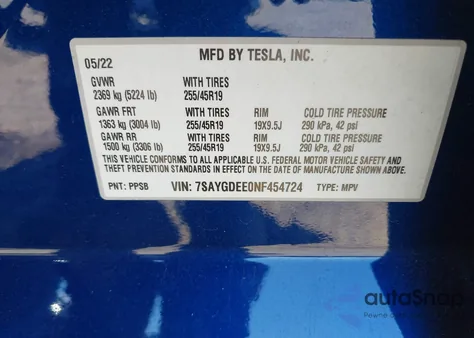 MFD BY TESLA, INC.
05/22
GVWR WITH TIRES
2369 kg (5224 lb) 255/45R19
GAWR FRT WITH TIRES RIM COLD TIRE PRESSURE
1363 kg (3004 lb) 255/45R19 19X9.5J 290 kPa, 42 psi
GAWR RR WITH TIRES RIM COLD TIRE PRESSURE
1500 kg (3306 lb) 255/45R19 19X9.5J 290 kPa, 42 psi
THIS VEHICLE CONFORMS TO ALL APPLICABLE U.S. FEDERAL MOTOR VEHICLE SAFETY AND
THEFT PREVENTION STANDARDS IN EFFECT ON THE DATE OF MANUFACTURE SHOWN ABOVE.
PNT: PPSB VIN: 7SAYGDEE0NF454724 TYPE: MPV
autoSnap